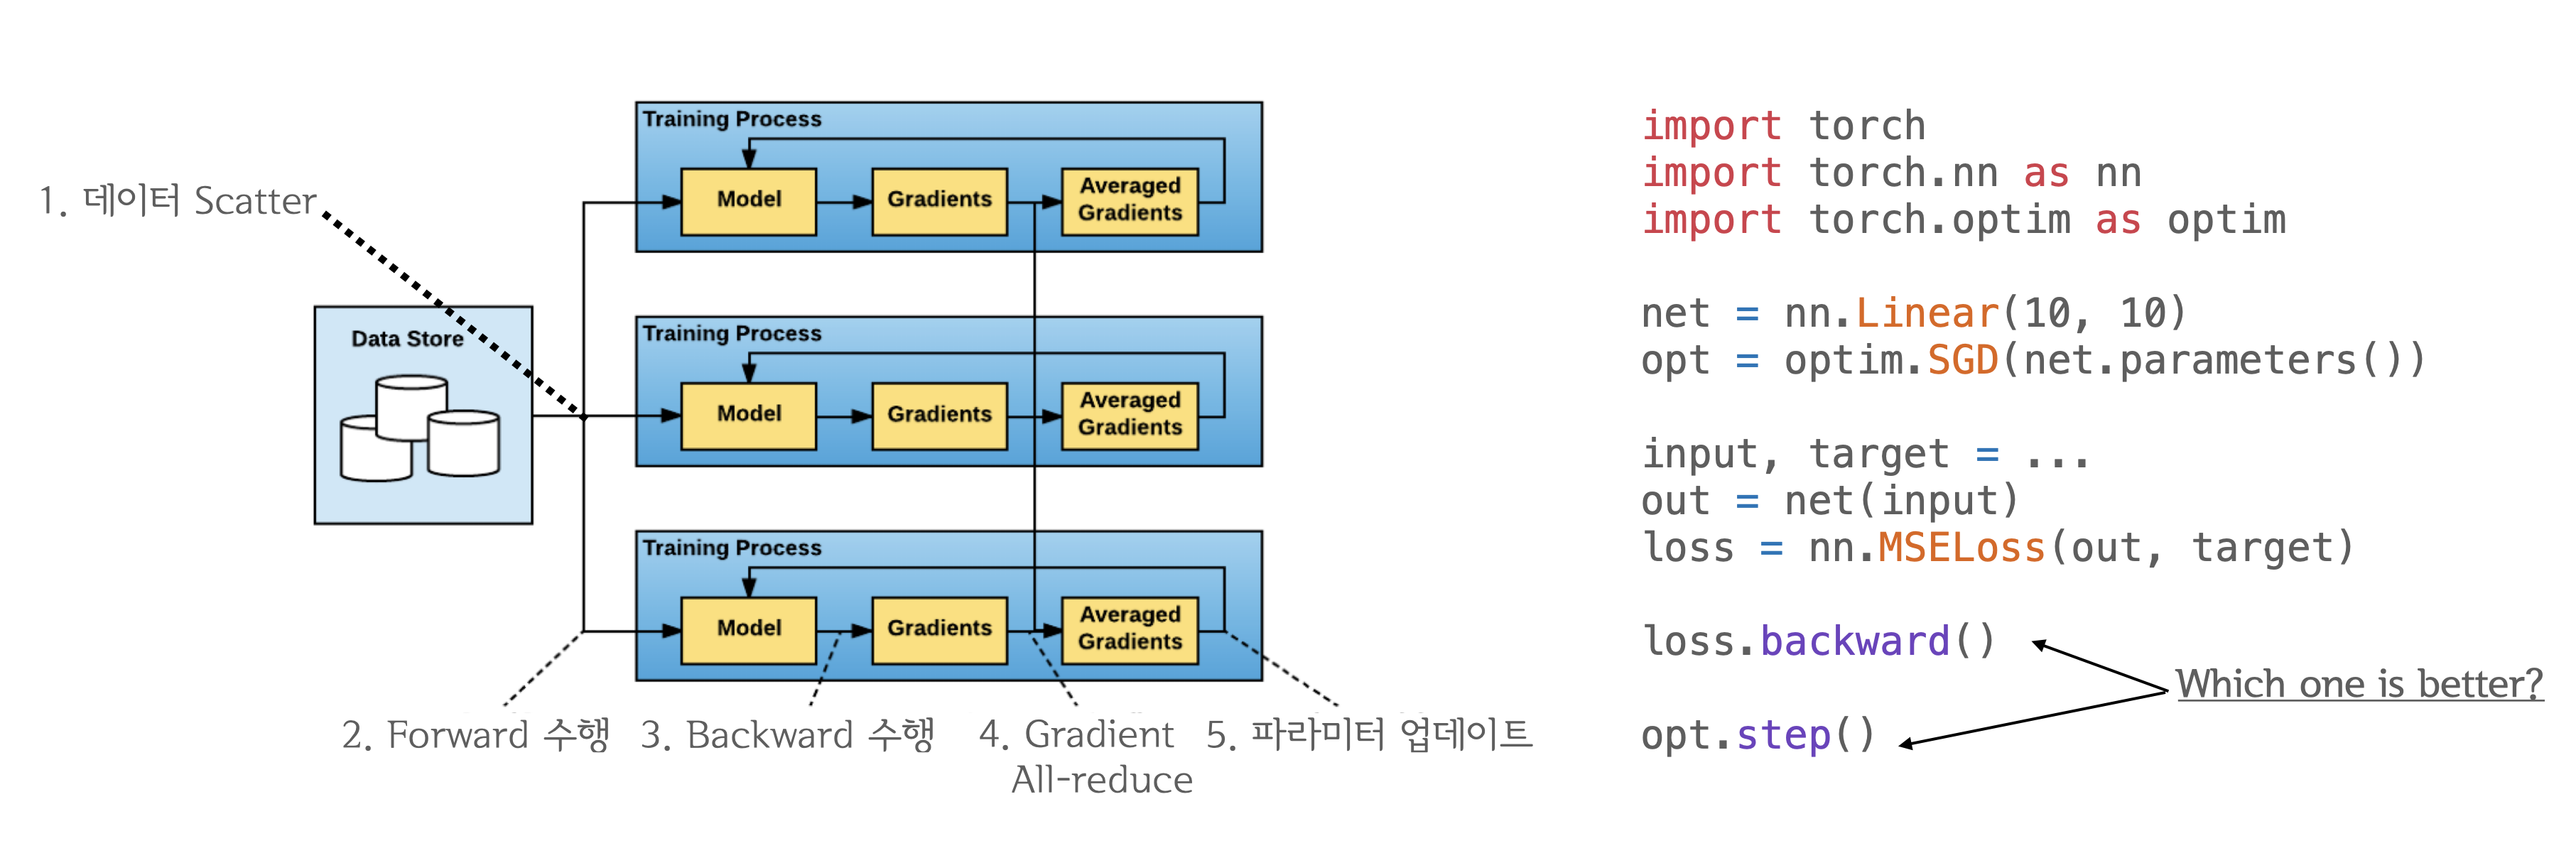 1. 데이터 Scatter
Data Store
Training Process
Model
Gradients
Averaged
Gradients
Training Process
Model
Gradients
Averaged
Gradients
Training Process
Model
Gradients
Averaged
Gradients
2. Forward 수행
3. Backward 수행
4. Gradient
All-reduce
5. 파라미터 업데이트
import torch
import torch.nn as nn
import torch.optim as optim
net = nn.Linear(10, 10)
opt = optim.SGD(net.parameters())
input, target = ...
out = net(input)
loss = nn.MSELoss(out, target)
loss.backward()
Which one is better?
opt.step()